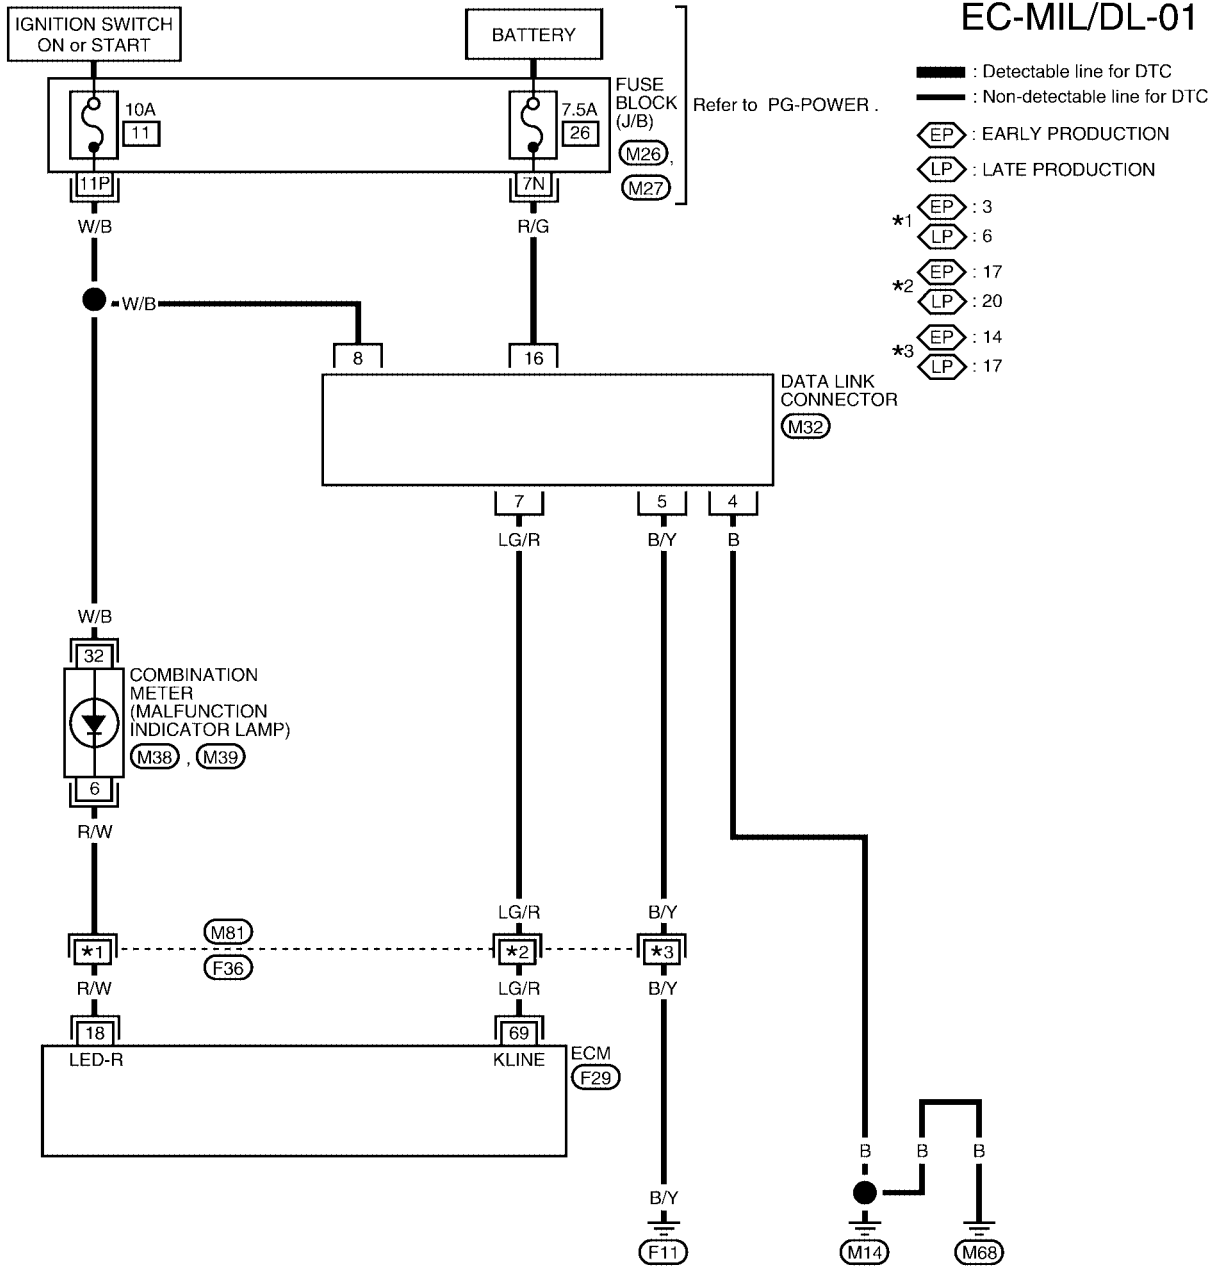 EC-MIL/DL-01
IGNITION SWITCH
ON or START
BATTERY
: Detectable line for DTC
: Non-detectable line for DTC
EP : EARLY PRODUCTION
LP : LATE PRODUCTION
*1 EP : 3
LP : 6
*2 EP : 17
LP : 20
*3 EP : 14
LP : 17
10A
11
7.5A
26
FUSE
BLOCK
(J/B)
M26 ,
M27
Refer to PG-POWER .
11P
7N
W/B
R/G
W/B
8
16
DATA LINK
CONNECTOR
M32
7
5
4
LG/R
B/Y
B
W/B
32
COMBINATION
METER
(MALFUNCTION
INDICATOR LAMP)
M38 , M39
6
R/W
LG/R
B/Y
*1
M81
F36
*2
*3
R/W
LG/R
B/Y
18
69
LED-R
KLINE
ECM
F29
B
B
B
B/Y
F11
M14
M68